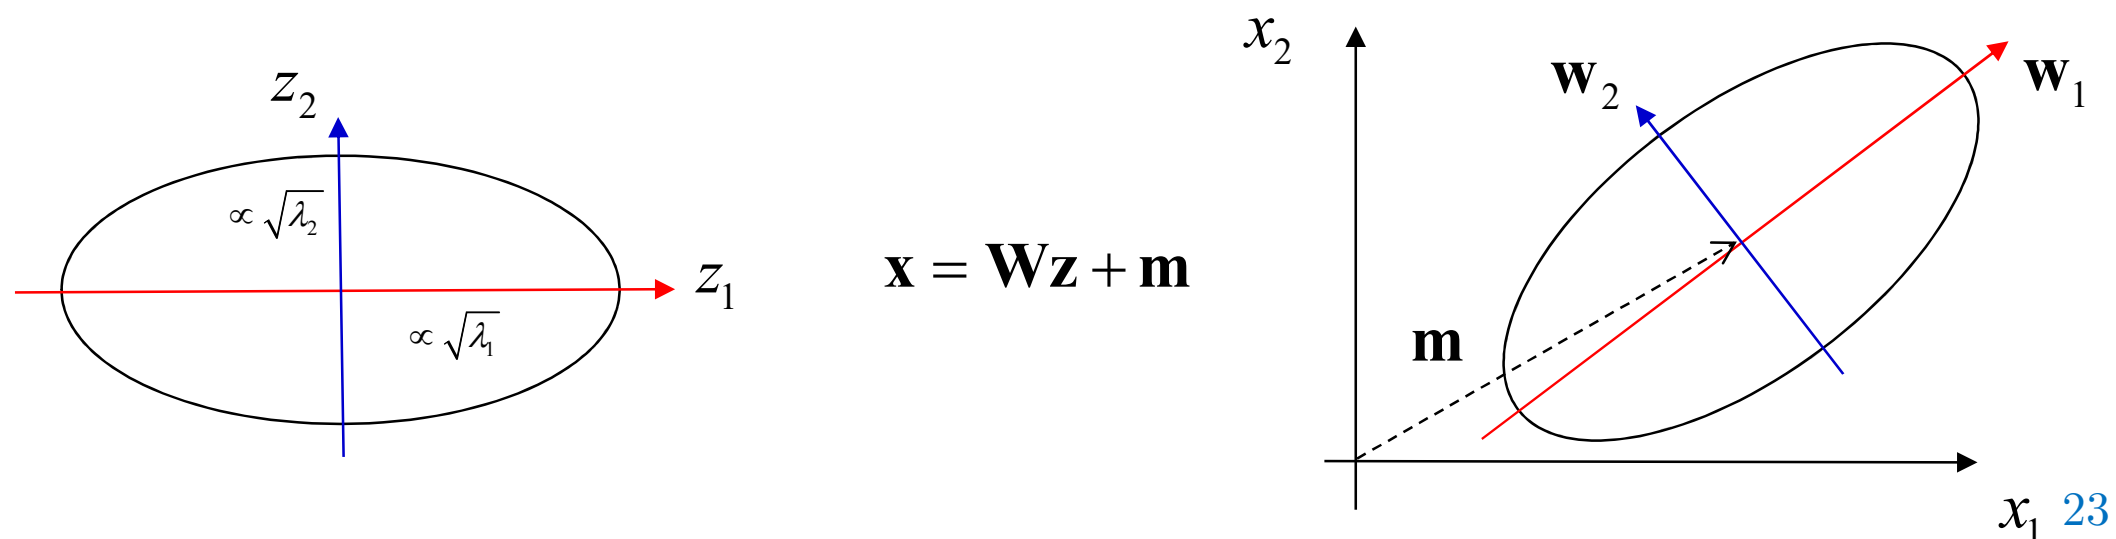 z₂
∝ √λ₂
z₁
∝ √λ₁
x = Wz + m
x₂
w₂
w₁
m
x₁
23